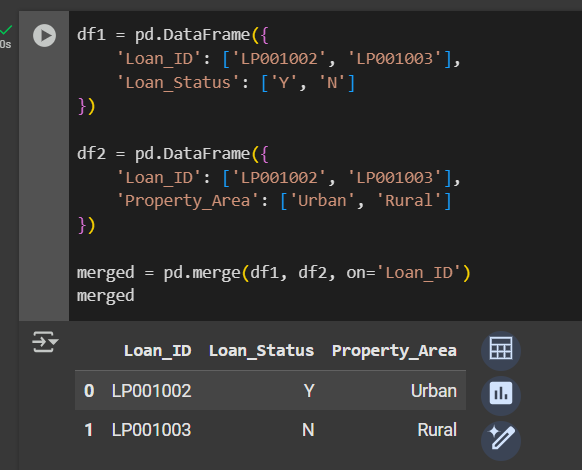 0s
df1 = pd.DataFrame({
    'Loan_ID': ['LP001002', 'LP001003'],
    'Loan_Status': ['Y', 'N']
})
df2 = pd.DataFrame({
    'Loan_ID': ['LP001002', 'LP001003'],
    'Property_Area': ['Urban', 'Rural']
})
merged = pd.merge(df1, df2, on='Loan_ID')
merged
Loan_ID Loan_Status Property_Area
0 LP001002 Y Urban
1 LP001003 N Rural